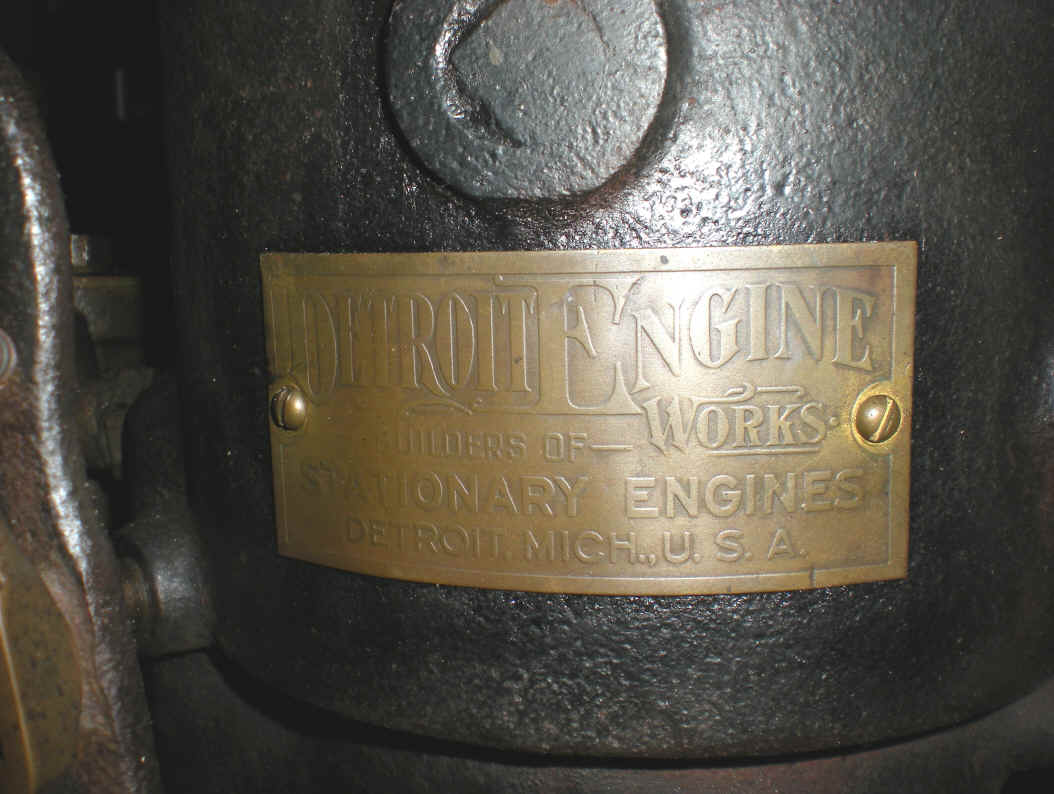 DETROIT ENGINE
WORKS.
BUILDERS OF—
STATIONARY ENGINES
DETROIT, MICH., U. S. A.